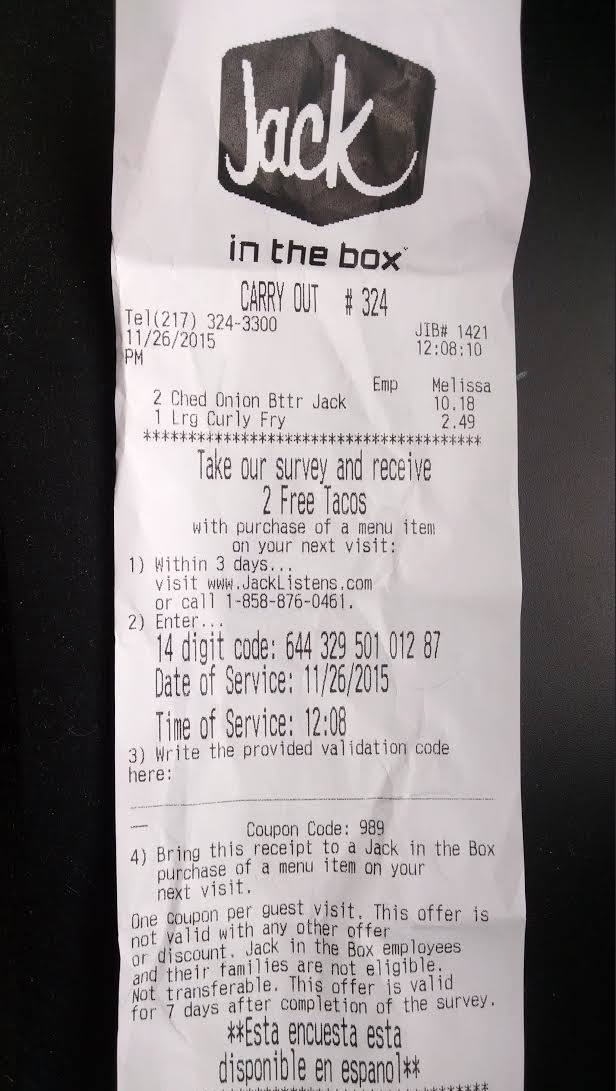 Jack
in the box
CARRY OUT # 324
Tel(217) 324-3300
JIB# 1421
11/26/2015 12:08:10
PM
Emp Melissa
2 Ched Onion Bttr Jack 10.18
1 Lrg Curly Fry 2.49
****************************************
Take our survey and receive
2 Free Tacos
with purchase of a menu item
on your next visit:
1) Within 3 days...
visit www.JackListens.com
or call 1-858-876-0461.
2) Enter...
14 digit code: 644 329 501 012 87
Date of Service: 11/26/2015
Time of Service: 12:08
3) Write the provided validation code
here:
Coupon Code: 989
4) Bring this receipt to a Jack in the Box
purchase of a menu item on your
next visit.
One coupon per guest visit. This offer is
not valid with any other offer
or discount. Jack in the Box employees
and their families are not eligible.
Not transferable. This offer is valid
for 7 days after completion of the survey.
**Esta encuesta esta
disponible en espanol**